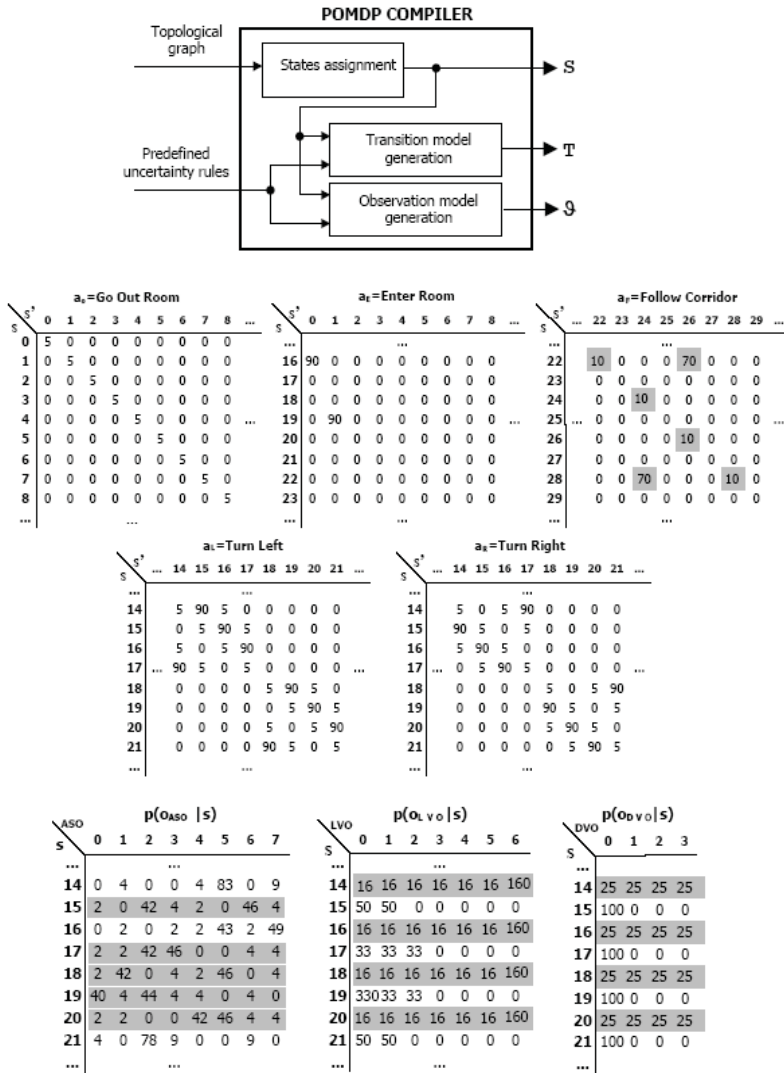 POMDP COMPILER
Topological
graph
States assignment
S
Predefined
uncertainty rules
Transition model
generation
T
Observation model
generation
ϑ
aₒ=Go Out Room
S S' 0 1 2 3 4 5 6 7 8 ...
0 5 0 0 0 0 0 0 0 0
1 0 5 0 0 0 0 0 0 0
2 0 0 5 0 0 0 0 0 0
3 0 0 0 5 0 0 0 0 0
4 0 0 0 0 5 0 0 0 0 ...
5 0 0 0 0 0 5 0 0 0
6 0 0 0 0 0 0 5 0 0
7 0 0 0 0 0 0 0 5 0
8 0 0 0 0 0 0 0 0 5
... ...
a_E=Enter Room
S S' 0 1 2 3 4 5 6 7 8 ...
... ...
16 90 0 0 0 0 0 0 0 0
17 0 0 0 0 0 0 0 0 0
18 0 0 0 0 0 0 0 0 0
19 0 90 0 0 0 0 0 0 0 ...
20 0 0 0 0 0 0 0 0 0
21 0 0 0 0 0 0 0 0 0
22 0 0 0 0 0 0 0 0 0
23 0 0 0 0 0 0 0 0 0
... ...
a_F=Follow Corridor
S S' ... 22 23 24 25 26 27 28 29 ...
... ...
22 10 0 0 0 70 0 0 0
23 0 0 0 0 0 0 0 0
24 0 0 10 0 0 0 0 0
25 ... 0 0 0 0 0 0 0 0 ...
26 0 0 0 0 10 0 0 0
27 0 0 0 0 0 0 0 0
28 0 0 70 0 0 0 10 0
29 0 0 0 0 0 0 0 0
... ...
a_L=Turn Left
S S' ... 14 15 16 17 18 19 20 21 ...
... ...
14 5 90 5 0 0 0 0 0
15 0 5 90 5 0 0 0 0
16 5 0 5 90 0 0 0 0
17 ... 90 5 0 5 0 0 0 0 ...
18 0 0 0 0 5 90 5 0
19 0 0 0 0 0 5 90 5
20 0 0 0 0 5 0 5 90
21 0 0 0 0 90 5 0 5
... ...
a_R=Turn Right
S S' ... 14 15 16 17 18 19 20 21 ...
... ...
14 5 0 5 90 0 0 0 0
15 90 5 0 5 0 0 0 0
16 5 90 5 0 0 0 0 0
17 ... 0 5 90 5 0 0 0 0 ...
18 0 0 0 0 5 0 5 90
19 0 0 0 0 90 5 0 5
20 0 0 0 0 5 90 5 0
21 0 0 0 0 0 5 90 5
... ...
p(o_ASO |s)
s ASO 0 1 2 3 4 5 6 7
... ...
14 0 4 0 0 4 83 0 9
15 2 0 42 4 2 0 46 4
16 0 2 0 2 2 43 2 49
17 2 2 42 46 0 0 4 4
18 2 42 0 4 2 46 0 4
19 40 4 44 4 4 0 4 0
20 2 2 0 0 42 46 4 4
21 4 0 78 9 0 0 9 0
... ...
p(o_LVO|s)
S LVO 0 1 2 3 4 5 6
... ...
14 16 16 16 16 16 16 160
15 50 50 0 0 0 0 0
16 16 16 16 16 16 16 160
17 33 33 33 0 0 0 0
18 16 16 16 16 16 16 160
19 330 33 33 0 0 0 0
20 16 16 16 16 16 16 160
21 50 50 0 0 0 0 0
... ...
p(o_DVO|s)
S DVO 0 1 2 3
...
14 25 25 25 25
15 100 0 0 0
16 25 25 25 25
17 100 0 0 0
18 25 25 25 25
19 100 0 0 0
20 25 25 25 25
21 100 0 0 0
...